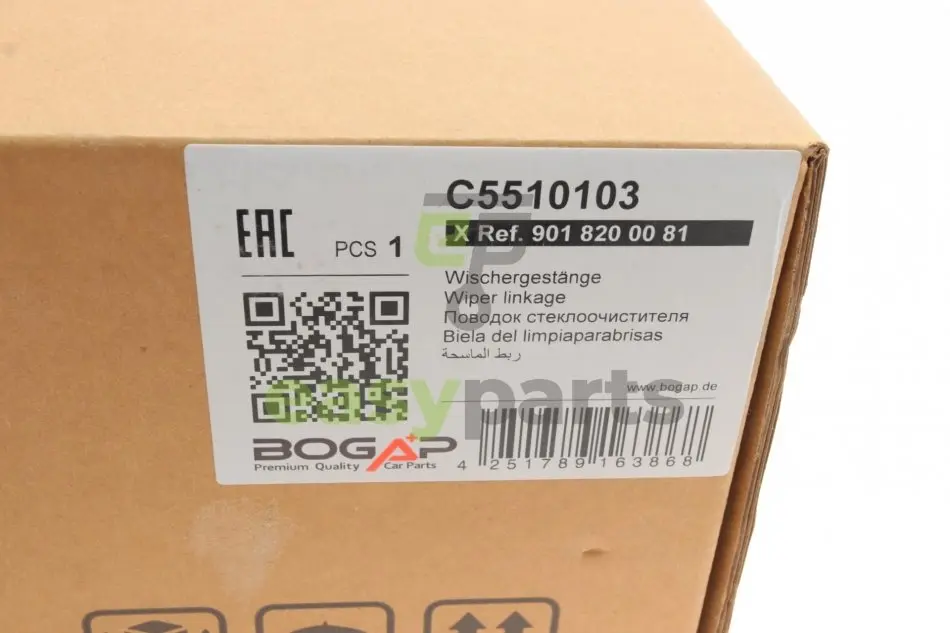 C5510103
X Ref. 901 820 00 81
EAC
PCS 1
Wischergestänge
Wiper linkage
Поводок стеклоочистителя
Biela del limpiaparabrisas
ربط الماسحة
www.bogap.de
easyparts
BOGAP
Premium Quality Car Parts
4 251789 163868